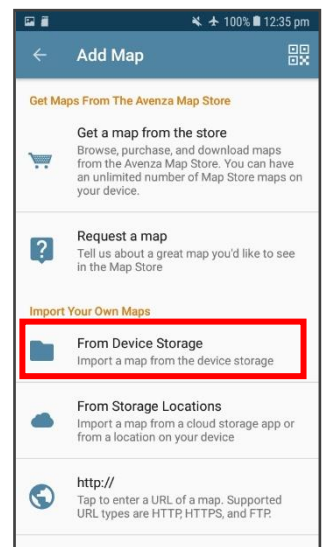 100% 12:35 pm
Add Map
Get Maps From The Avenza Map Store
Get a map from the store
Browse, purchase, and download maps
from the Avenza Map Store. You can have
an unlimited number of Map Store maps on
your device.
Request a map
Tell us about a great map you'd like to see
in the Map Store
Import Your Own Maps
From Device Storage
Import a map from the device storage
From Storage Locations
Import a map from a cloud storage app or
from a location on your device
http://
Tap to enter a URL of a map. Supported
URL types are HTTP, HTTPS, and FTP.